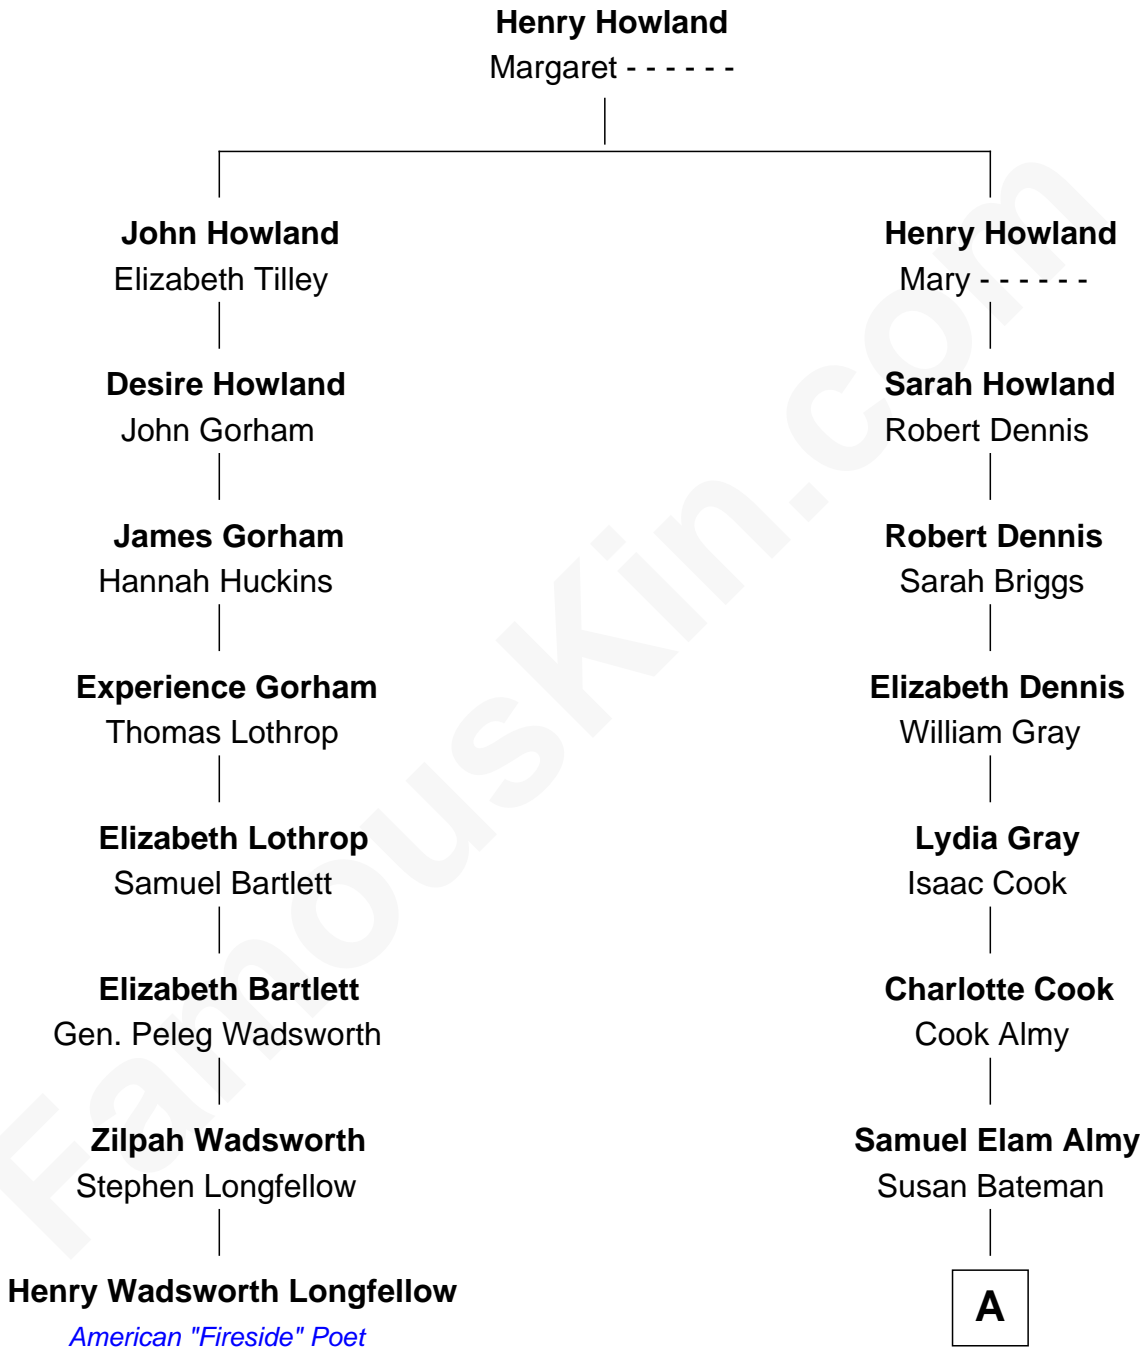 Henry Howland
Margaret - - - - - -
John Howland
Elizabeth Tilley
Henry Howland
Mary - - - - - -
Desire Howland
John Gorham
Sarah Howland
Robert Dennis
James Gorham
Hannah Huckins
Robert Dennis
Sarah Briggs
Experience Gorham
Thomas Lothrop
Elizabeth Dennis
William Gray
Elizabeth Lothrop
Samuel Bartlett
Lydia Gray
Isaac Cook
Elizabeth Bartlett
Gen. Peleg Wadsworth
Charlotte Cook
Cook Almy
Zilpah Wadsworth
Stephen Longfellow
Samuel Elam Almy
Susan Bateman
Henry Wadsworth Longfellow
American "Fireside" Poet
A
FamousKin.com